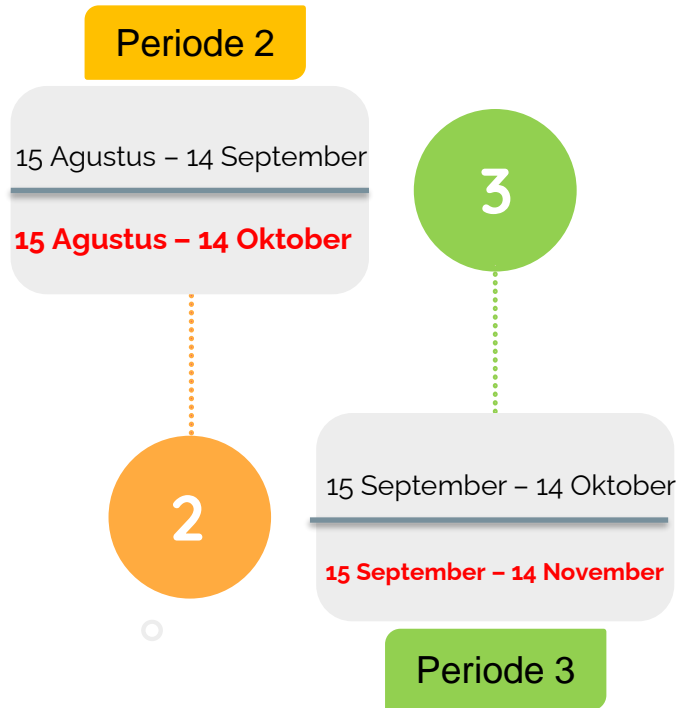 Periode 2
15 Agustus – 14 September
15 Agustus – 14 Oktober
2
3
15 September – 14 Oktober
15 September – 14 November
Periode 3